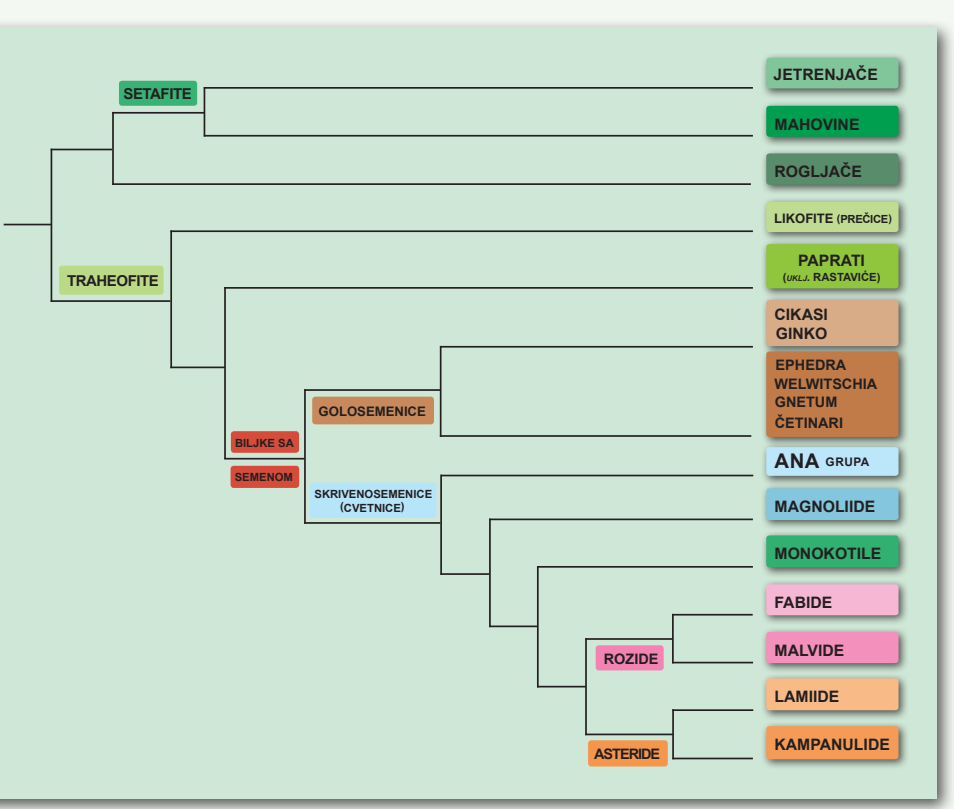 SETAFITE
JETRENJAČE
MAHOVINE
ROGLJAČE
TRAHEOFITE
LIKOFITE (PREČICE)
PAPRATI
(UKLJ. RASTAVIĆE)
CIKASI
GINKO
EPHEDRA
WELWITSCHIA
GNETUM
ČETINARI
GOLOSEMENICE
BILJKE SA
SEMENOM
SKRIVENOSEMENICE
(CVETNICE)
ANA GRUPA
MAGNOLIIDE
MONOKOTILE
FABIDE
MALVIDE
ROZIDE
LAMIIDE
KAMPANULIDE
ASTERIDE